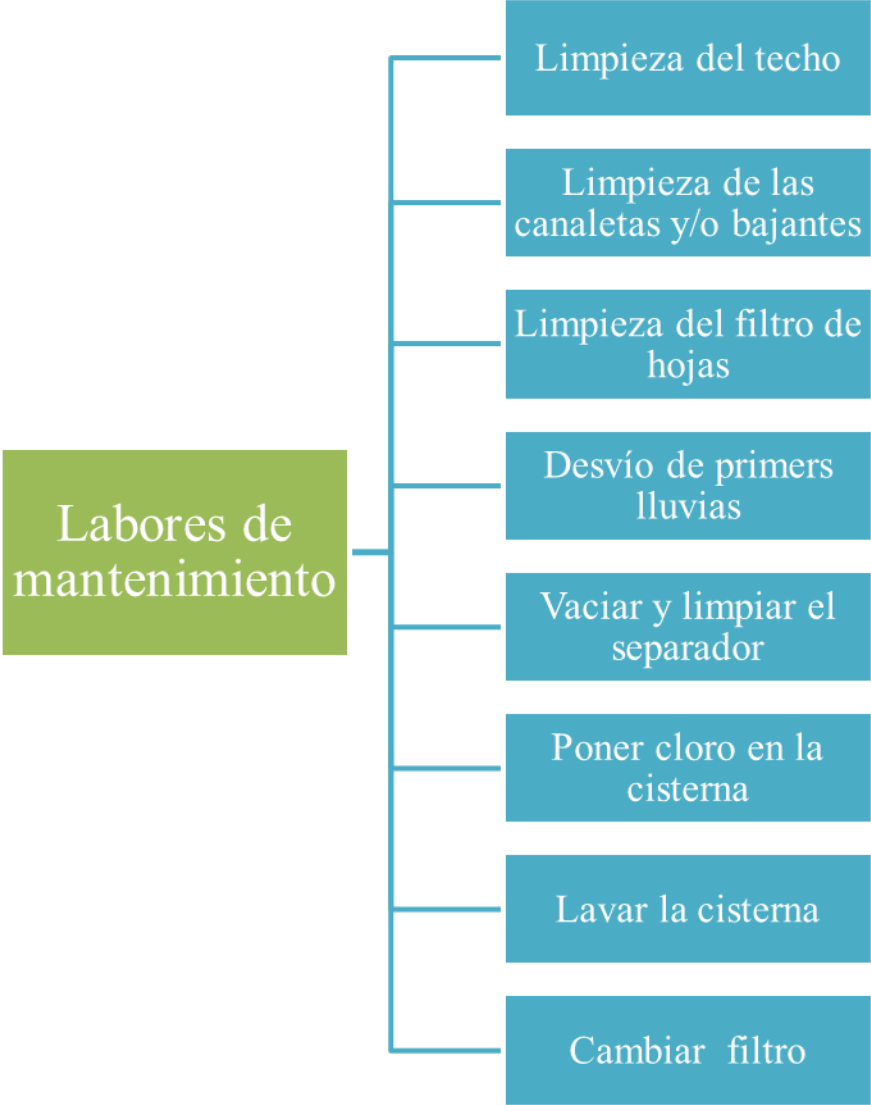 Limpieza del techo
Limpieza de las
canaletas y/o bajantes
Limpieza del filtro de
hojas
Labores de
mantenimiento
Desvío de primers
lluvias
Vaciar y limpiar el
separador
Poner cloro en la
cisterna
Lavar la cisterna
Cambiar  filtro